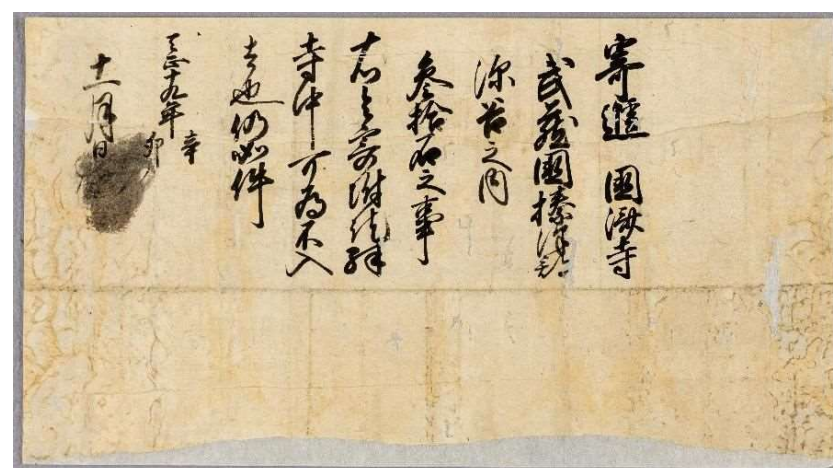 寄進 國濟寺
武蔵國榛澤郡
深谷之内
參拾石之事
右令寄附訖殊
寺中可為不入
者也仍如件
天正十九年 辛卯
十一月日